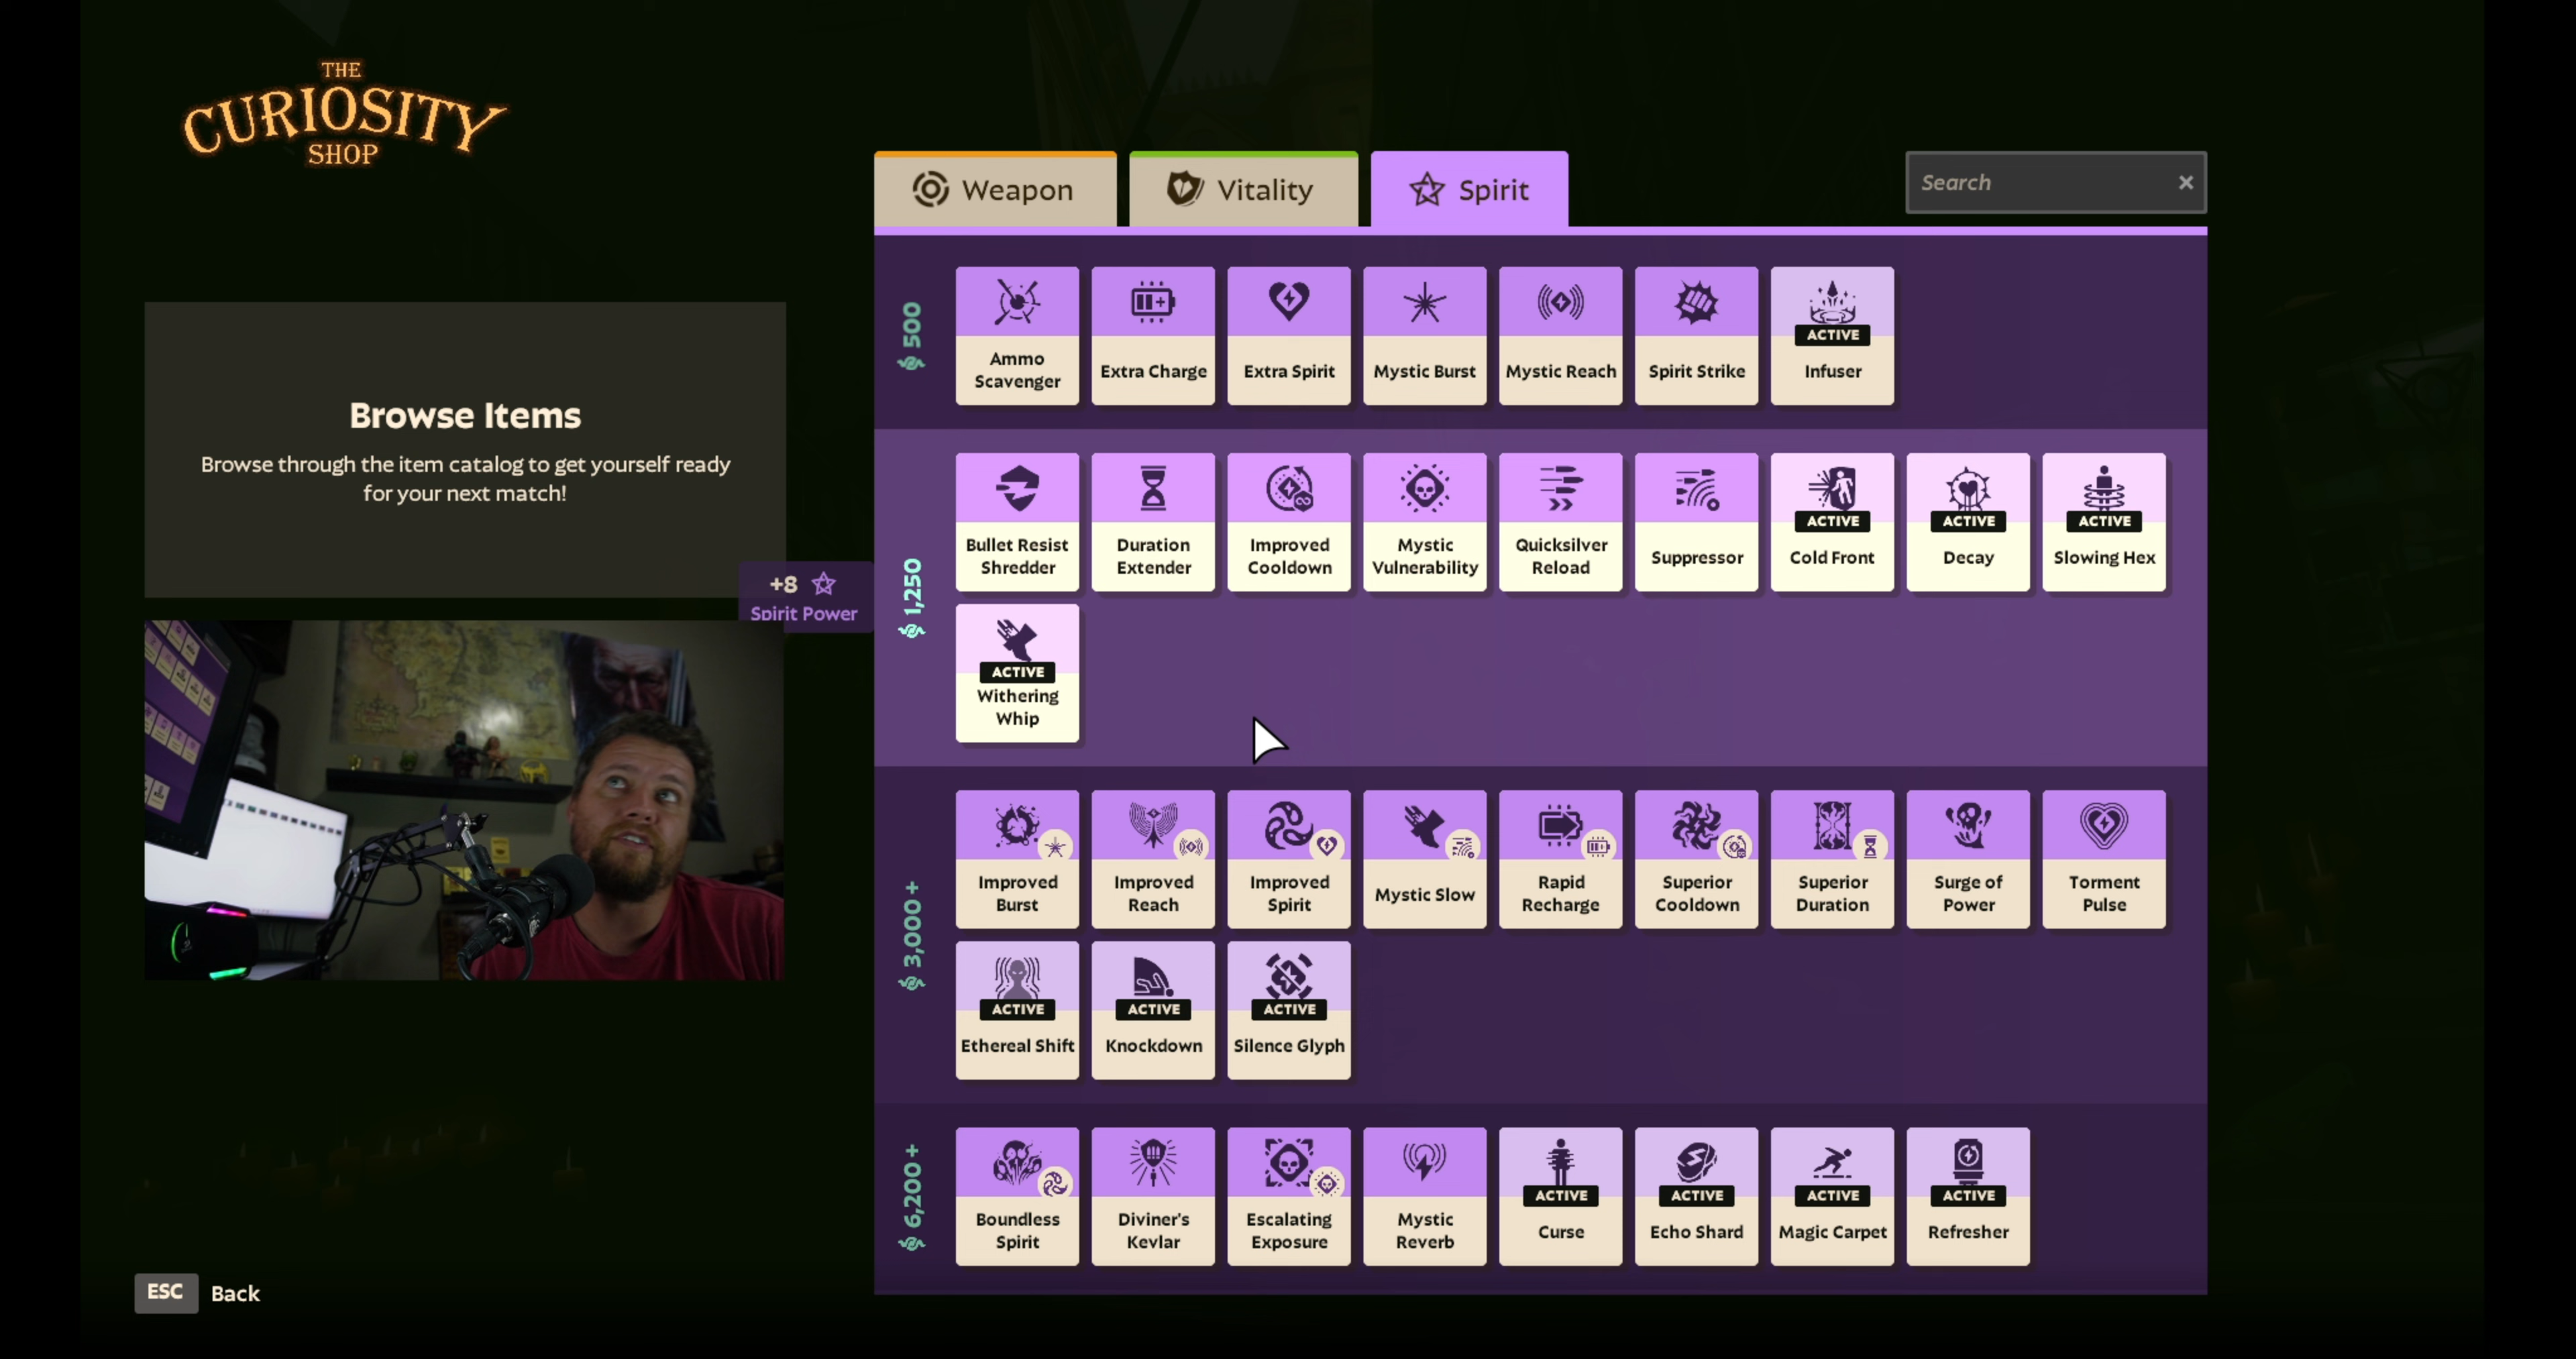 THE
CURIOSITY
SHOP
Weapon
Vitality
Spirit
Search
Browse Items
Browse through the item catalog to get yourself ready
for your next match!
+8
Spirit Power
500
Ammo
Scavenger
Extra Charge
Extra Spirit
Mystic Burst
Mystic Reach
Spirit Strike
ACTIVE
Infuser
1,250
Bullet Resist
Shredder
Duration
Extender
Improved
Cooldown
Mystic
Vulnerability
Quicksilver
Reload
Suppressor
ACTIVE
Cold Front
ACTIVE
Decay
ACTIVE
Slowing Hex
ACTIVE
Withering
Whip
3,000+
Improved
Burst
Improved
Reach
Improved
Spirit
Mystic Slow
Rapid
Recharge
Superior
Cooldown
Superior
Duration
Surge of
Power
Torment
Pulse
ACTIVE
Ethereal Shift
ACTIVE
Knockdown
ACTIVE
Silence Glyph
6,200+
Boundless
Spirit
Diviner's
Kevlar
Escalating
Exposure
Mystic
Reverb
ACTIVE
Curse
ACTIVE
Echo Shard
ACTIVE
Magic Carpet
ACTIVE
Refresher
ESC
Back